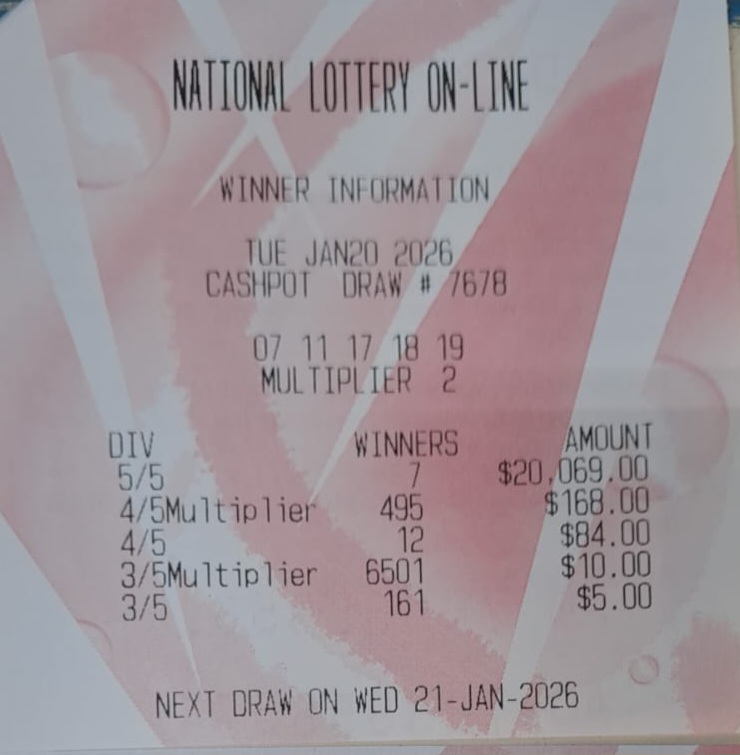 NATIONAL LOTTERY ON-LINE
WINNER INFORMATION
TUE JAN20 2026
CASHPOT DRAW # 7678
07 11 17 18 19
MULTIPLIER 2
DIV WINNERS AMOUNT
5/5 7 $20,069.00
4/5Multiplier 495 $168.00
4/5 12 $84.00
3/5Multiplier 6501 $10.00
3/5 161 $5.00
NEXT DRAW ON WED 21-JAN-2026